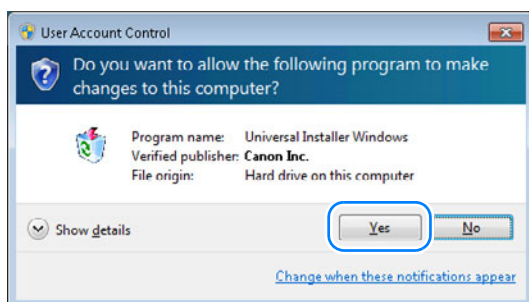 User Account Control
Do you want to allow the following program to make
changes to this computer?
Program name: Universal Installer Windows
Verified publisher: Canon Inc.
File origin: Hard drive on this computer
Show details
Yes
No
Change when these notifications appear